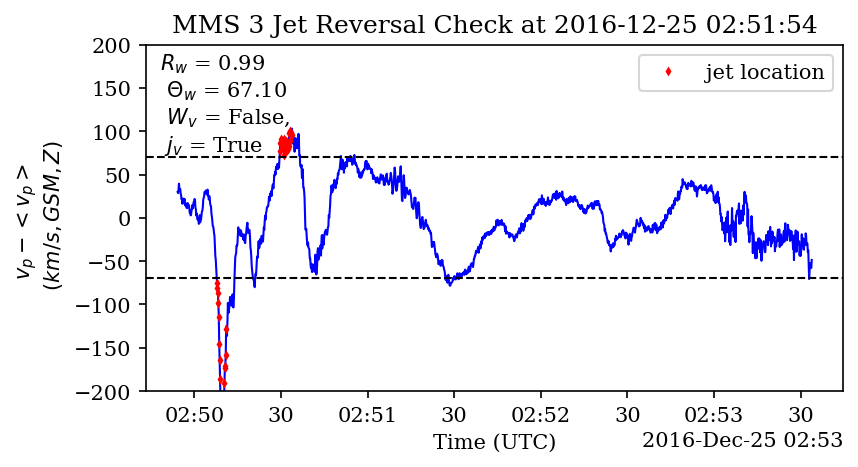 MMS 3 Jet Reversal Check at 2016-12-25 02:51:54
R_w = 0.99
Θ_w = 67.10
W_v = False,
j_v = True
jet location
200
150
100
50
0
−50
−100
−150
−200
v_p − < v_p >
(km/s, GSM, Z)
02:50 30 02:51 30 02:52 30 02:53 30
Time (UTC)
2016-Dec-25 02:53